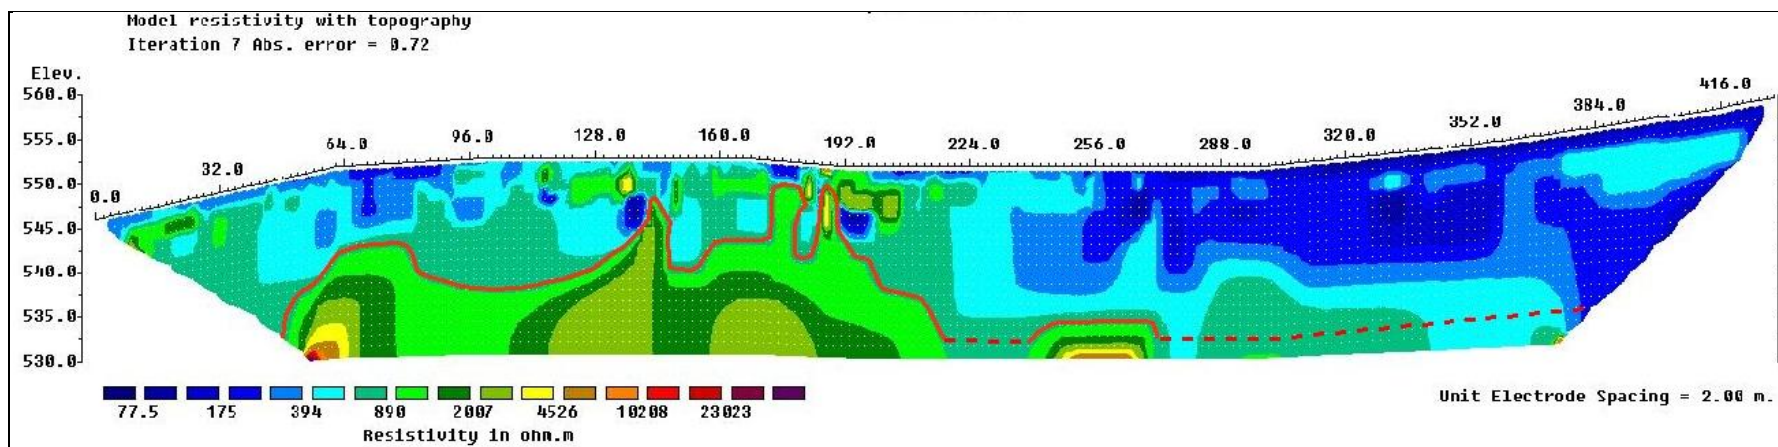 Model resistivity with topography
Iteration 7 Abs. error = 0.72
Elev.
560.0
555.0
550.0
545.0
540.0
535.0
530.0
0.0 32.0 64.0 96.0 128.0 160.0 192.0 224.0 256.0 288.0 320.0 352.0 384.0 416.0
77.5 175 394 890 2007 4526 10208 23023
Resistivity in ohm.m
Unit Electrode Spacing = 2.00 m.